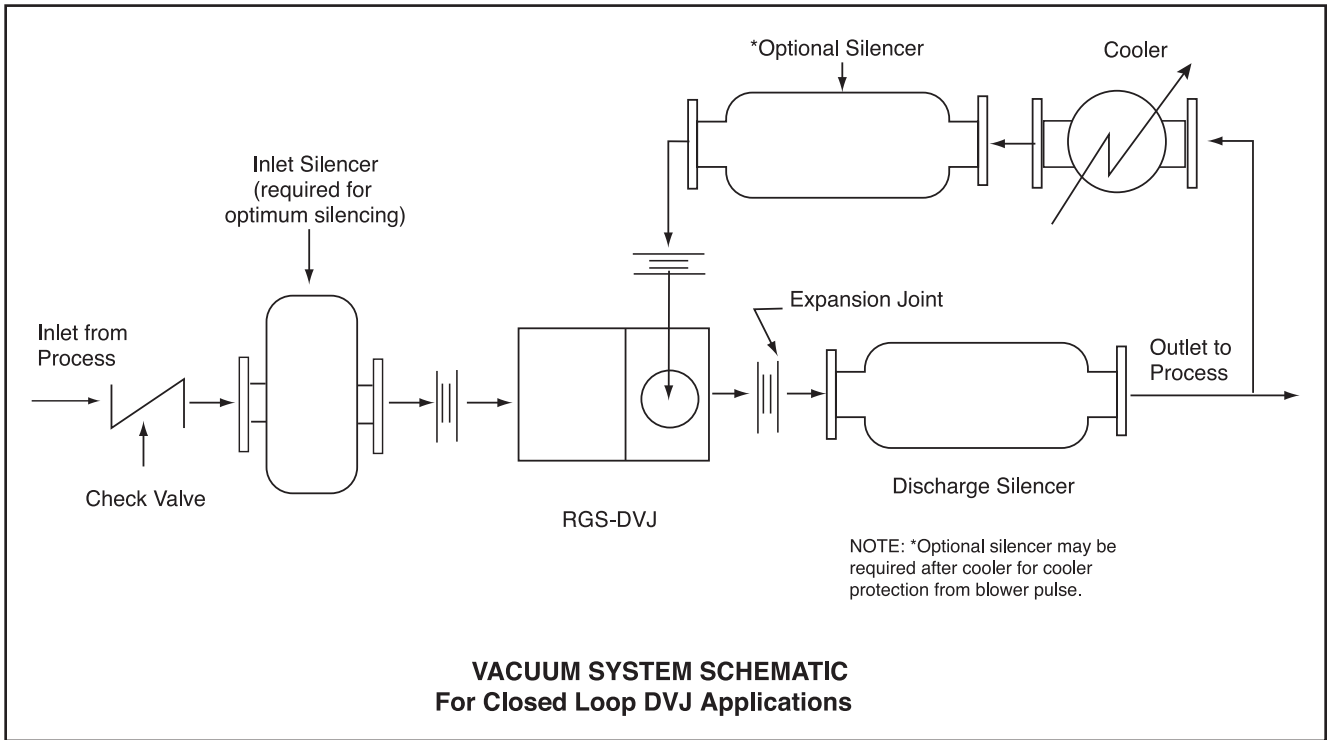 *Optional Silencer
Cooler
Inlet Silencer
(required for
optimum silencing)
Expansion Joint
Inlet from
Process
Outlet to
Process
Check Valve
Discharge Silencer
RGS-DVJ
NOTE: *Optional silencer may be
required after cooler for cooler
protection from blower pulse.
VACUUM SYSTEM SCHEMATIC
For Closed Loop DVJ Applications